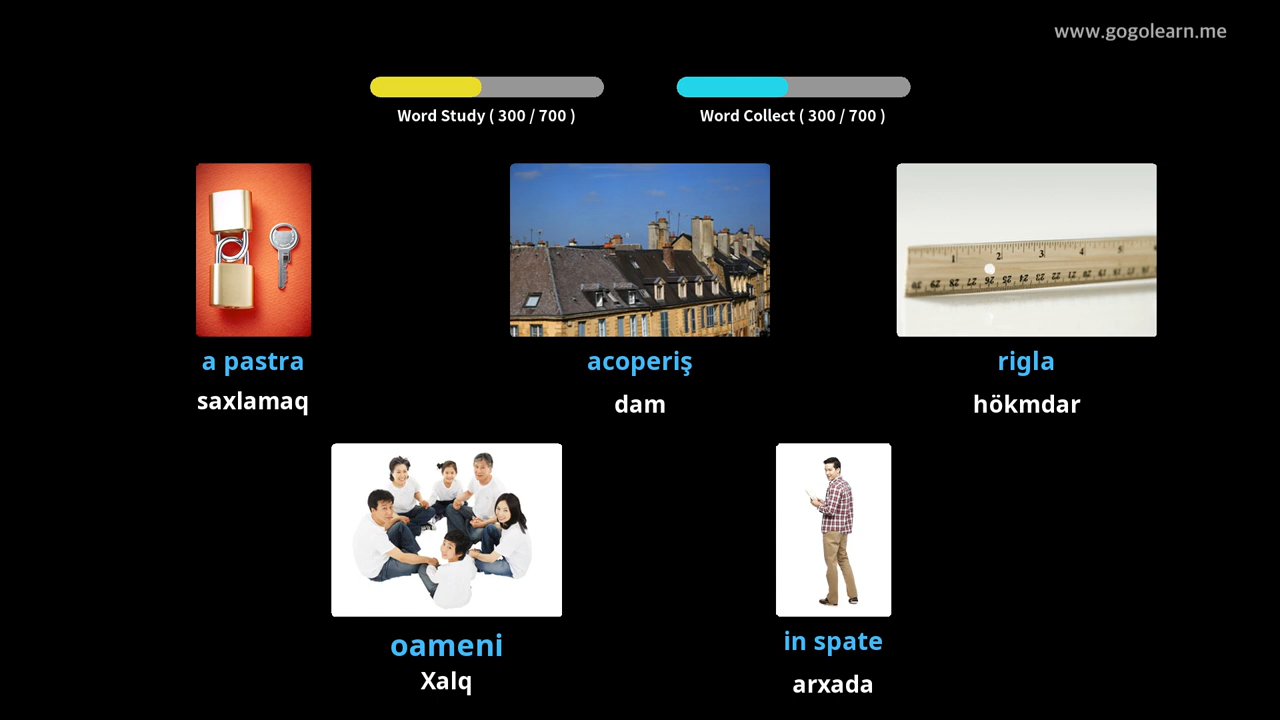 www.gogolearn.me
Word Study ( 300 / 700 )
Word Collect ( 300 / 700 )
a pastra
saxlamaq
acoperiş
dam
rigla
hökmdar
oameni
Xalq
in spate
arxada